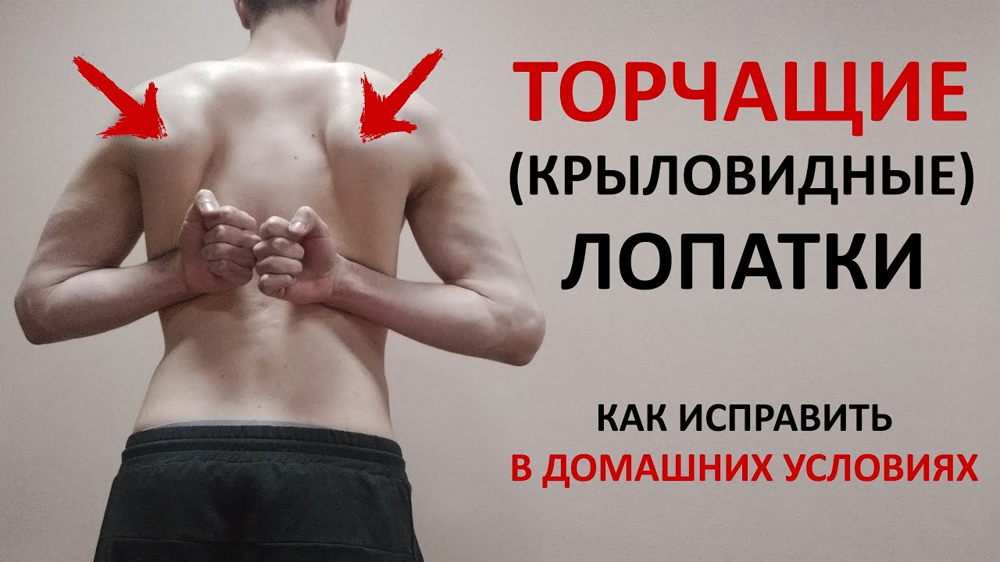 ТОРЧАЩИЕ
(КРЫЛОВИДНЫЕ)
ЛОПАТКИ
КАК ИСПРАВИТЬ
В ДОМАШНИХ УСЛОВИЯХ